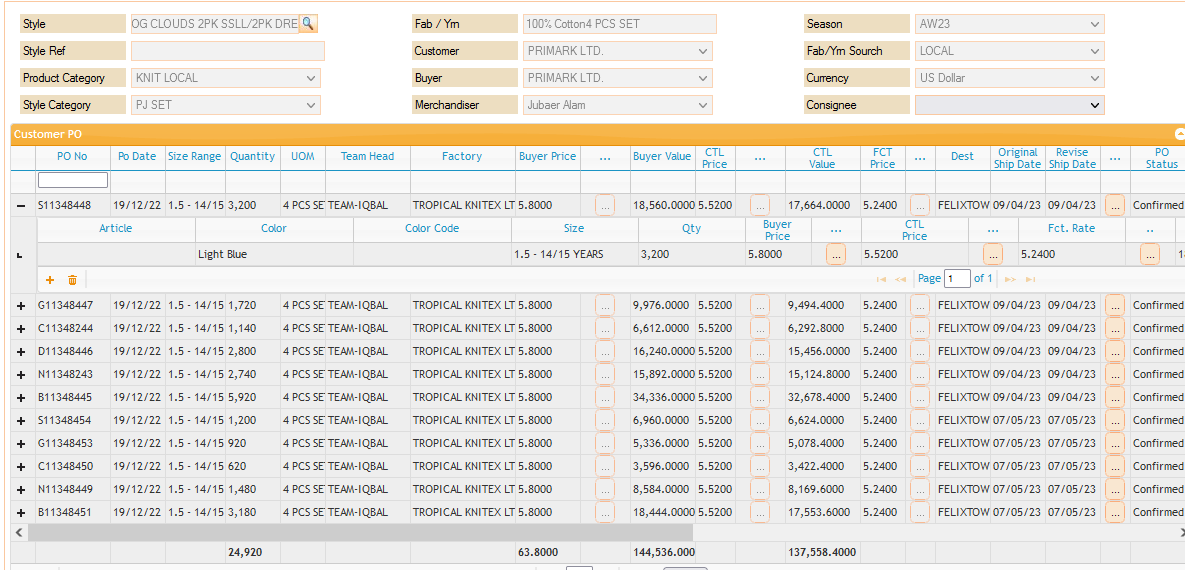 Style OG CLOUDS 2PK SSLL/2PK DRE Fab / Yrn 100% Cotton4 PCS SET Season AW23
Style Ref Customer PRIMARK LTD. Fab/Yrn Sourch LOCAL
Product Category KNIT LOCAL Buyer PRIMARK LTD. Currency US Dollar
Style Category PJ SET Merchandiser Jubaer Alam Consignee
Customer PO
PO No Po Date Size Range Quantity UOM Team Head Factory Buyer Price ... Buyer Value CTL Price ... CTL Value FCT Price ... Dest Original Ship Date Revise Ship Date ... PO Status
S11348448 19/12/22 1.5 - 14/15 3,200 4 PCS SE TEAM-IQBAL TROPICAL KNITEX LT 5.8000 ... 18,560.0000 5.5200 ... 17,664.0000 5.2400 ... FELIXTOW 09/04/23 09/04/23 ... Confirmed
Article Color Color Code Size Qty Buyer Price ... CTL Price ... Fct. Rate ..
Light Blue 1.5 - 14/15 YEARS 3,200 5.8000 ... 5.5200 ... 5.2400 ...
Page 1 of 1
G11348447 19/12/22 1.5 - 14/15 1,720 4 PCS SE TEAM-IQBAL TROPICAL KNITEX LT 5.8000 ... 9,976.0000 5.5200 ... 9,494.4000 5.2400 ... FELIXTOW 09/04/23 09/04/23 ... Confirmed
C11348244 19/12/22 1.5 - 14/15 1,140 4 PCS SE TEAM-IQBAL TROPICAL KNITEX LT 5.8000 ... 6,612.0000 5.5200 ... 6,292.8000 5.2400 ... FELIXTOW 09/04/23 09/04/23 ... Confirmed
D11348446 19/12/22 1.5 - 14/15 2,800 4 PCS SE TEAM-IQBAL TROPICAL KNITEX LT 5.8000 ... 16,240.0000 5.5200 ... 15,456.0000 5.2400 ... FELIXTOW 09/04/23 09/04/23 ... Confirmed
N11348243 19/12/22 1.5 - 14/15 2,740 4 PCS SE TEAM-IQBAL TROPICAL KNITEX LT 5.8000 ... 15,892.0000 5.5200 ... 15,124.8000 5.2400 ... FELIXTOW 09/04/23 09/04/23 ... Confirmed
B11348445 19/12/22 1.5 - 14/15 5,920 4 PCS SE TEAM-IQBAL TROPICAL KNITEX LT 5.8000 ... 34,336.0000 5.5200 ... 32,678.4000 5.2400 ... FELIXTOW 09/04/23 09/04/23 ... Confirmed
S11348454 19/12/22 1.5 - 14/15 1,200 4 PCS SE TEAM-IQBAL TROPICAL KNITEX LT 5.8000 ... 6,960.0000 5.5200 ... 6,624.0000 5.2400 ... FELIXTOW 07/05/23 07/05/23 ... Confirmed
G11348453 19/12/22 1.5 - 14/15 920 4 PCS SE TEAM-IQBAL TROPICAL KNITEX LT 5.8000 ... 5,336.0000 5.5200 ... 5,078.4000 5.2400 ... FELIXTOW 07/05/23 07/05/23 ... Confirmed
C11348450 19/12/22 1.5 - 14/15 620 4 PCS SE TEAM-IQBAL TROPICAL KNITEX LT 5.8000 ... 3,596.0000 5.5200 ... 3,422.4000 5.2400 ... FELIXTOW 07/05/23 07/05/23 ... Confirmed
N11348449 19/12/22 1.5 - 14/15 1,480 4 PCS SE TEAM-IQBAL TROPICAL KNITEX LT 5.8000 ... 8,584.0000 5.5200 ... 8,169.6000 5.2400 ... FELIXTOW 07/05/23 07/05/23 ... Confirmed
B11348451 19/12/22 1.5 - 14/15 3,180 4 PCS SE TEAM-IQBAL TROPICAL KNITEX LT 5.8000 ... 18,444.0000 5.5200 ... 17,553.6000 5.2400 ... FELIXTOW 07/05/23 07/05/23 ... Confirmed
24,920 63.8000 144,536.000 137,558.4000